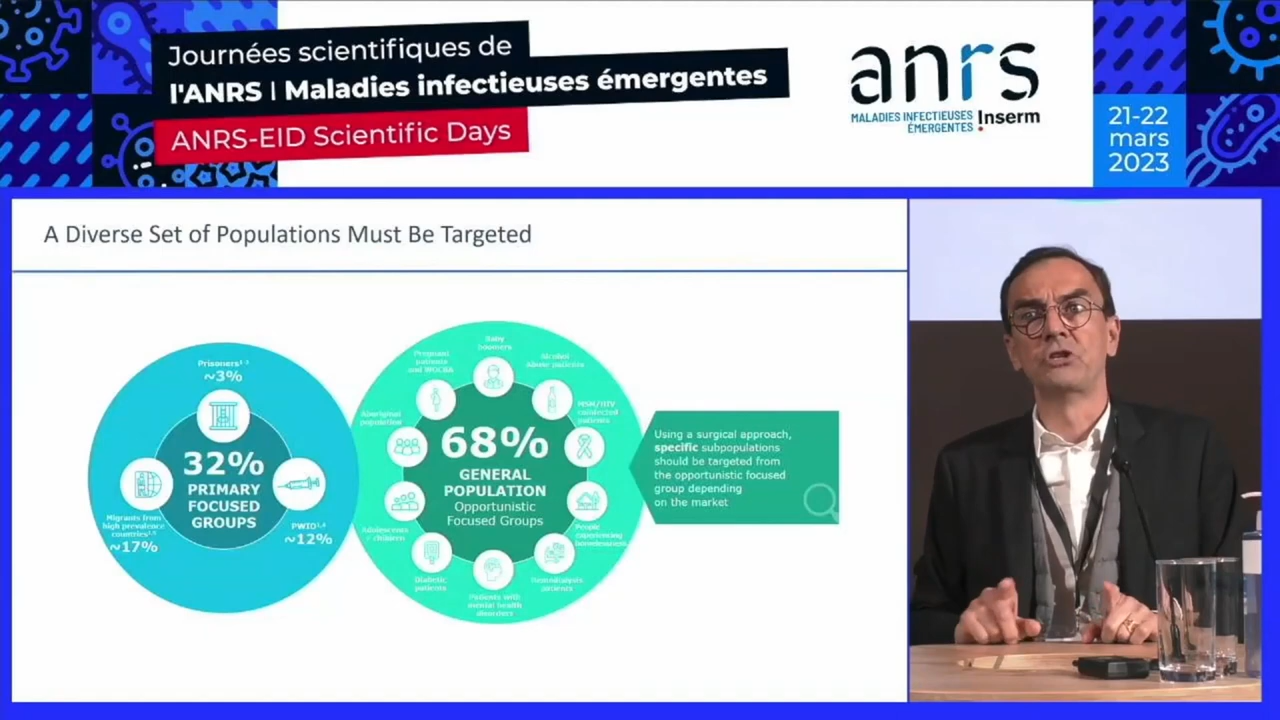 Journées scientifiques de
l'ANRS | Maladies infectieuses émergentes
ANRS-EID Scientific Days
anrs
MALADIES INFECTIEUSES
ÉMERGENTES Inserm
21-22
mars
2023
A Diverse Set of Populations Must Be Targeted
Prisoners
~3%
32%
PRIMARY
FOCUSED
GROUPS
Migrants from
high prevalence
countries
~17%
PWID
~12%
Baby
boomers
Pregnant
patients
and WOCBA
Alcohol
abuse patients
Aboriginal
population
MSM/HIV
coinfected
patients
68%
GENERAL
POPULATION
Opportunistic
Focused Groups
Adolescents
/ children
People
experiencing
homelessness
Diabetic
patients
Hemodialysis
patients
Patients with
mental health
disorders
Using a surgical approach,
specific subpopulations
should be targeted from
the opportunistic focused
group depending
on the market